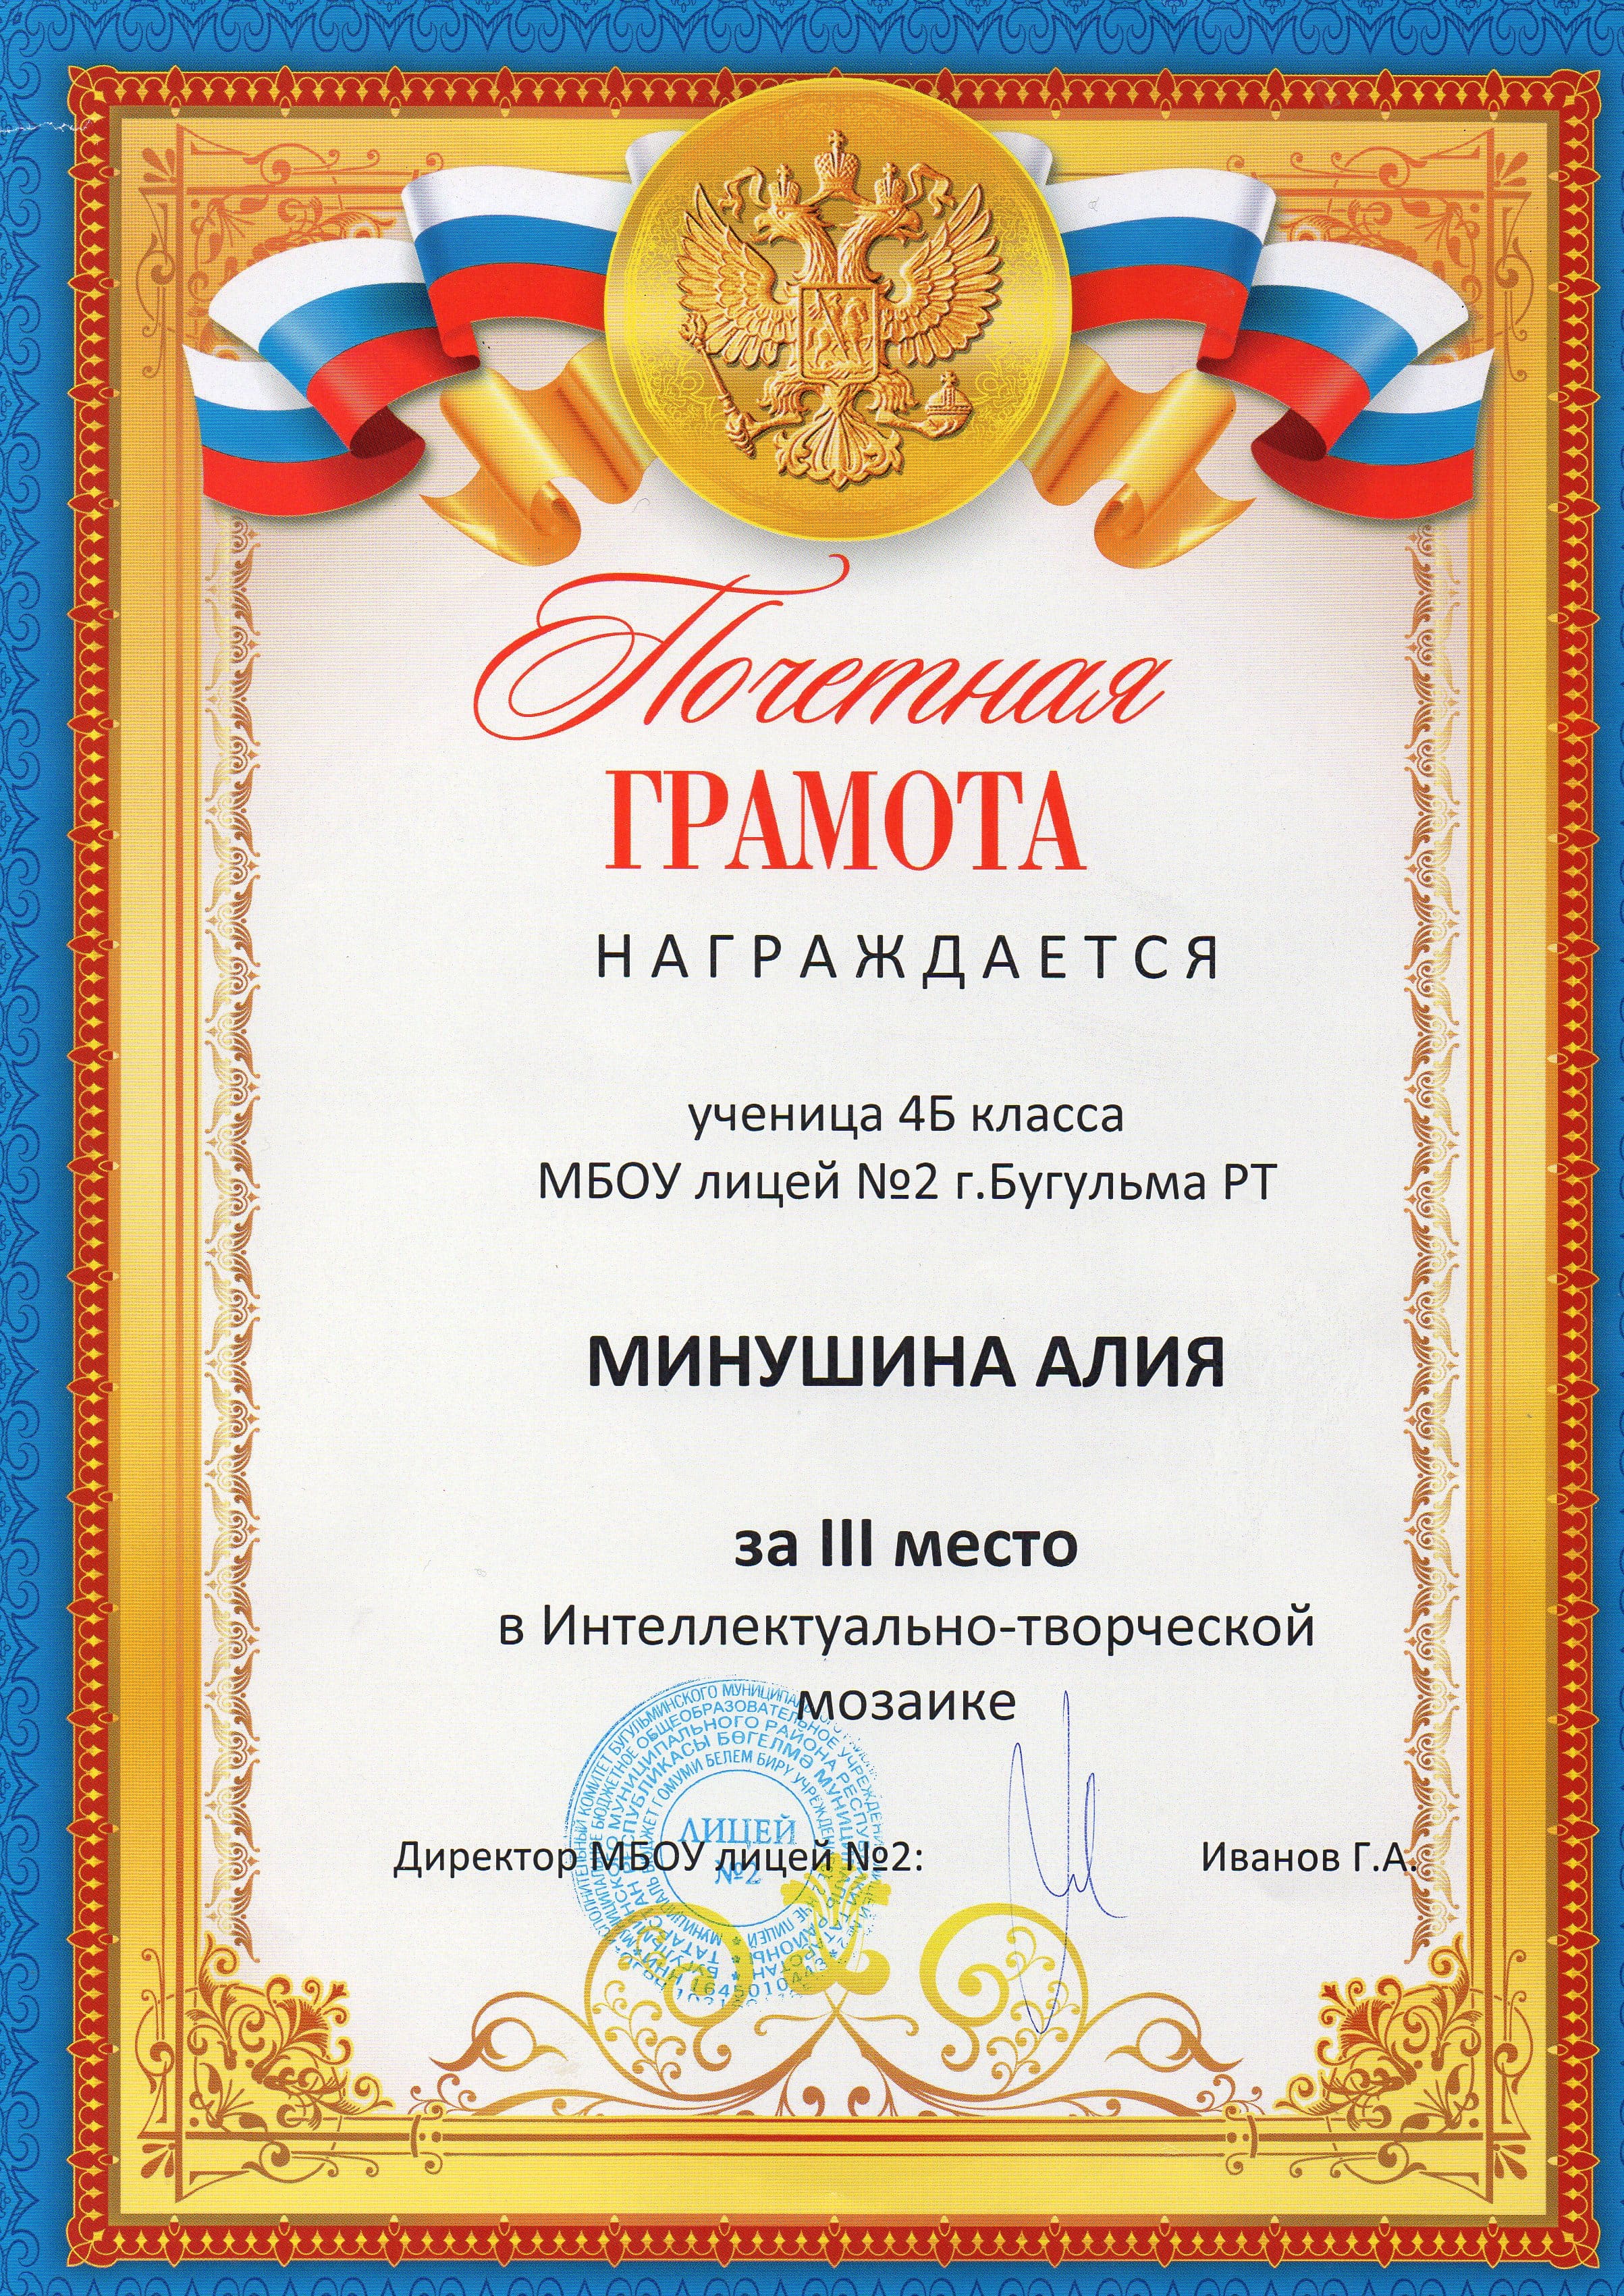 Почетная
ГРАМОТА
НАГРАЖДАЕТСЯ
ученица 4Б класса
МБОУ лицей №2 г.Бугульма РТ
МИНУШИНА АЛИЯ
за III место
в Интеллектуально-творческой
мозаике
Директор МБОУ лицей №2:
Иванов Г.А.
ЛИЦЕЙ
№2